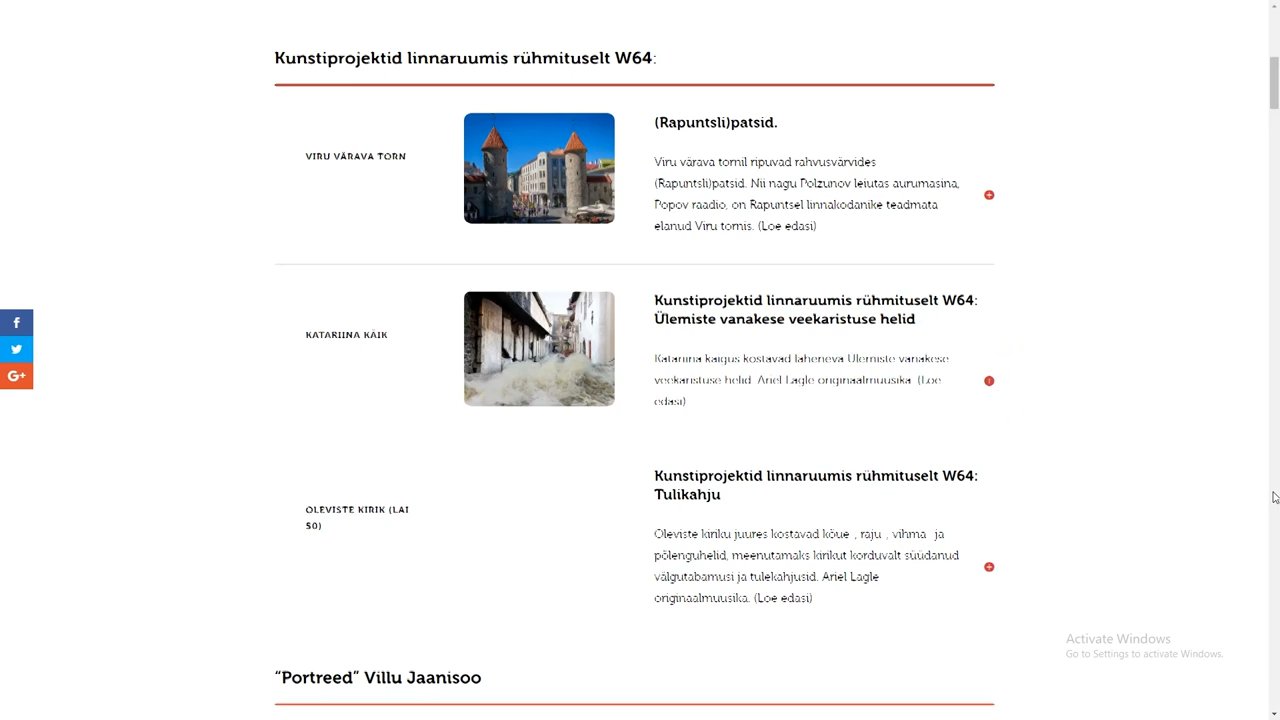 Kunstiprojektid linnaruumis rühmituselt W64:
VIRU VÄRAVA TORN
(Rapuntsli)patsid.
Viru värava tornil ripuvad rahvusvärvides
(Rapuntsli)patsid. Nii nagu Polzunov leiutas aurumasina,
Popov raadio, on Rapuntsel linnakodanike teadmata
elanud Viru tornis. (Loe edasi)
KATARIINA KÄIK
Kunstiprojektid linnaruumis rühmituselt W64:
Ülemiste vanakese veekaristuse helid
Katariina käigus kostavad läheneva Ülemiste vanakese
veekaristuse helid. Ariel Lagle originaalmuusika. (Loe
edasi)
OLEVISTE KIRIK (LAI
50)
Kunstiprojektid linnaruumis rühmituselt W64:
Tulikahju
Oleviste kiriku juures kostavad kõue-, raju-, vihma- ja
põlenguhelid, meenutamaks kirikut korduvalt süüdanud
välgutabamusi ja tulekahjusid. Ariel Lagle
originaalmuusika. (Loe edasi)
f
G+
Activate Windows
Go to Settings to activate Windows.
“Portreed” Villu Jaanisoo